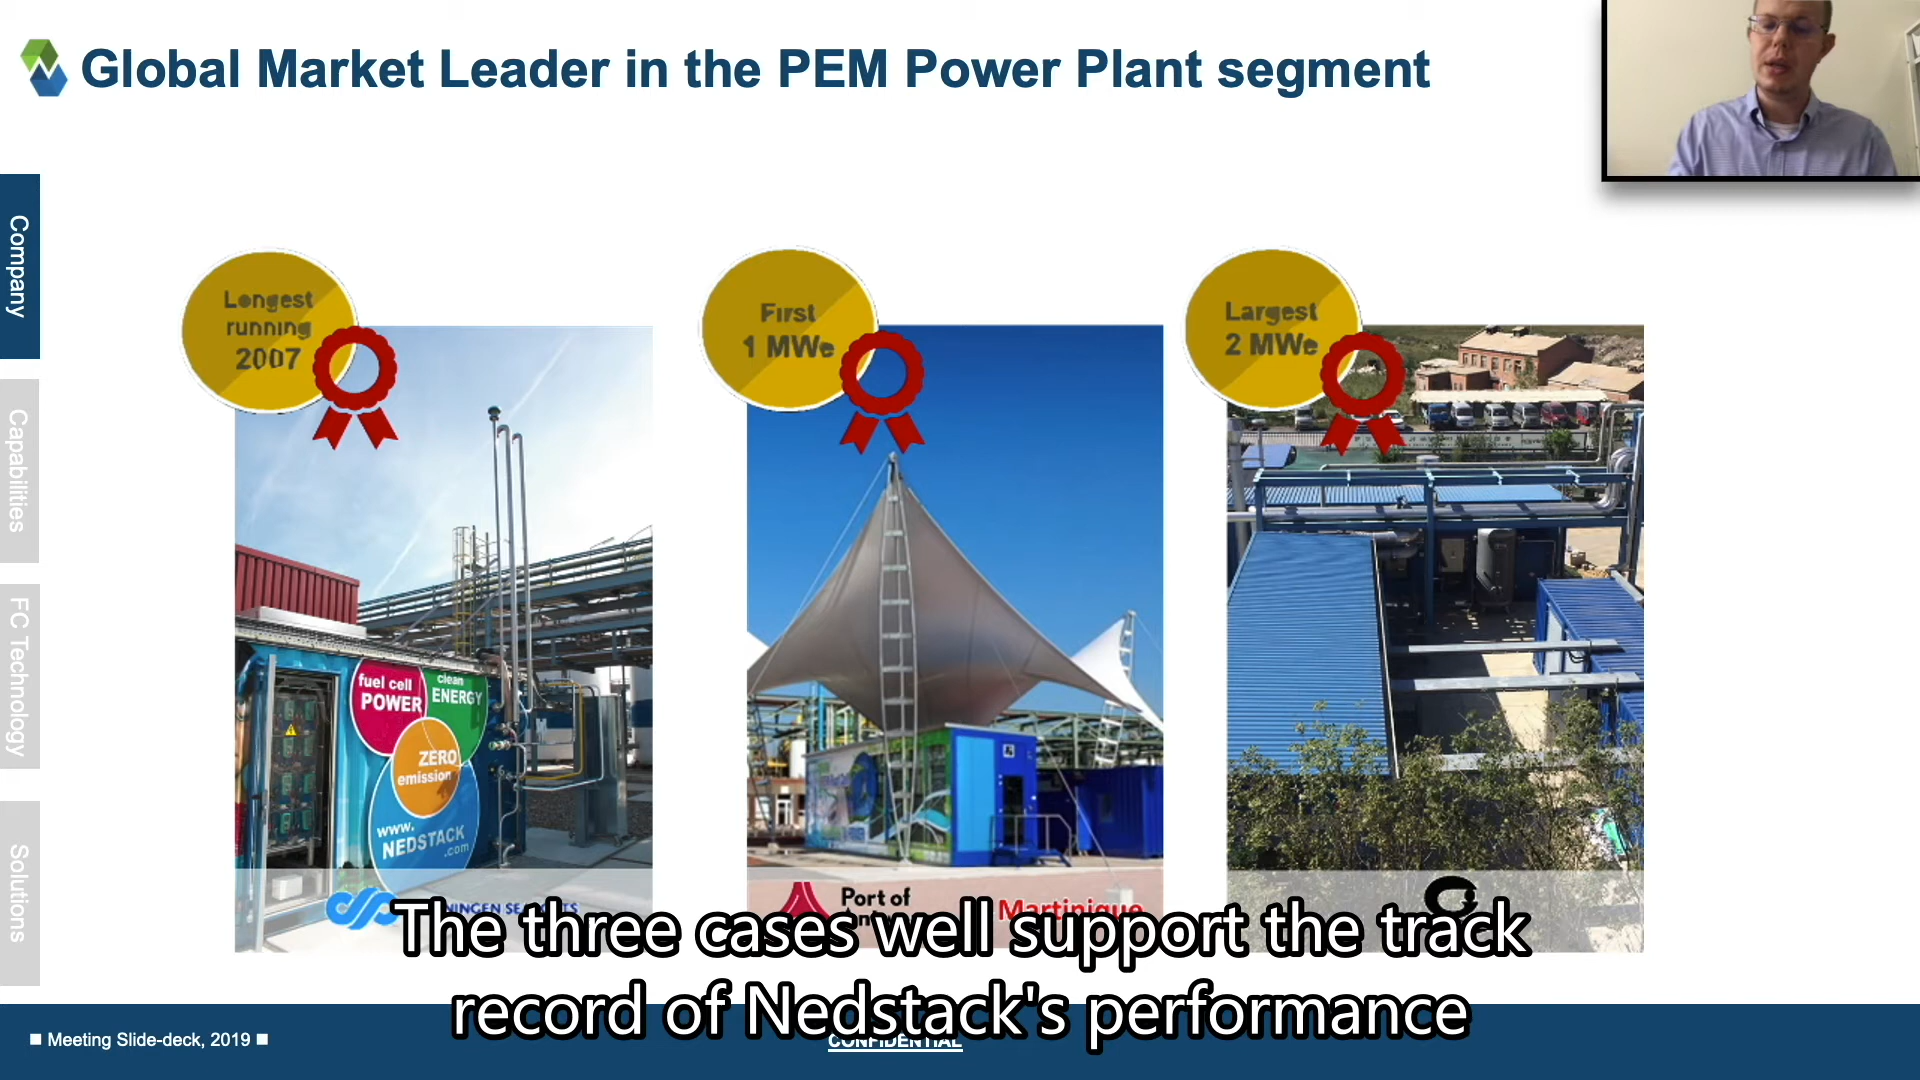 Global Market Leader in the PEM Power Plant segment
Company
Capabilities
FC Technology
Solutions
Longest
running
2007
First
1 MWe
Largest
2 MWe
fuel cell
POWER
clean
ENERGY
ZERO
emission
www.
NEDSTACK
.com
Port of
Martinique
The three cases well support the track
record of Nedstack's performance
Meeting Slide-deck, 2019
CONFIDENTIAL